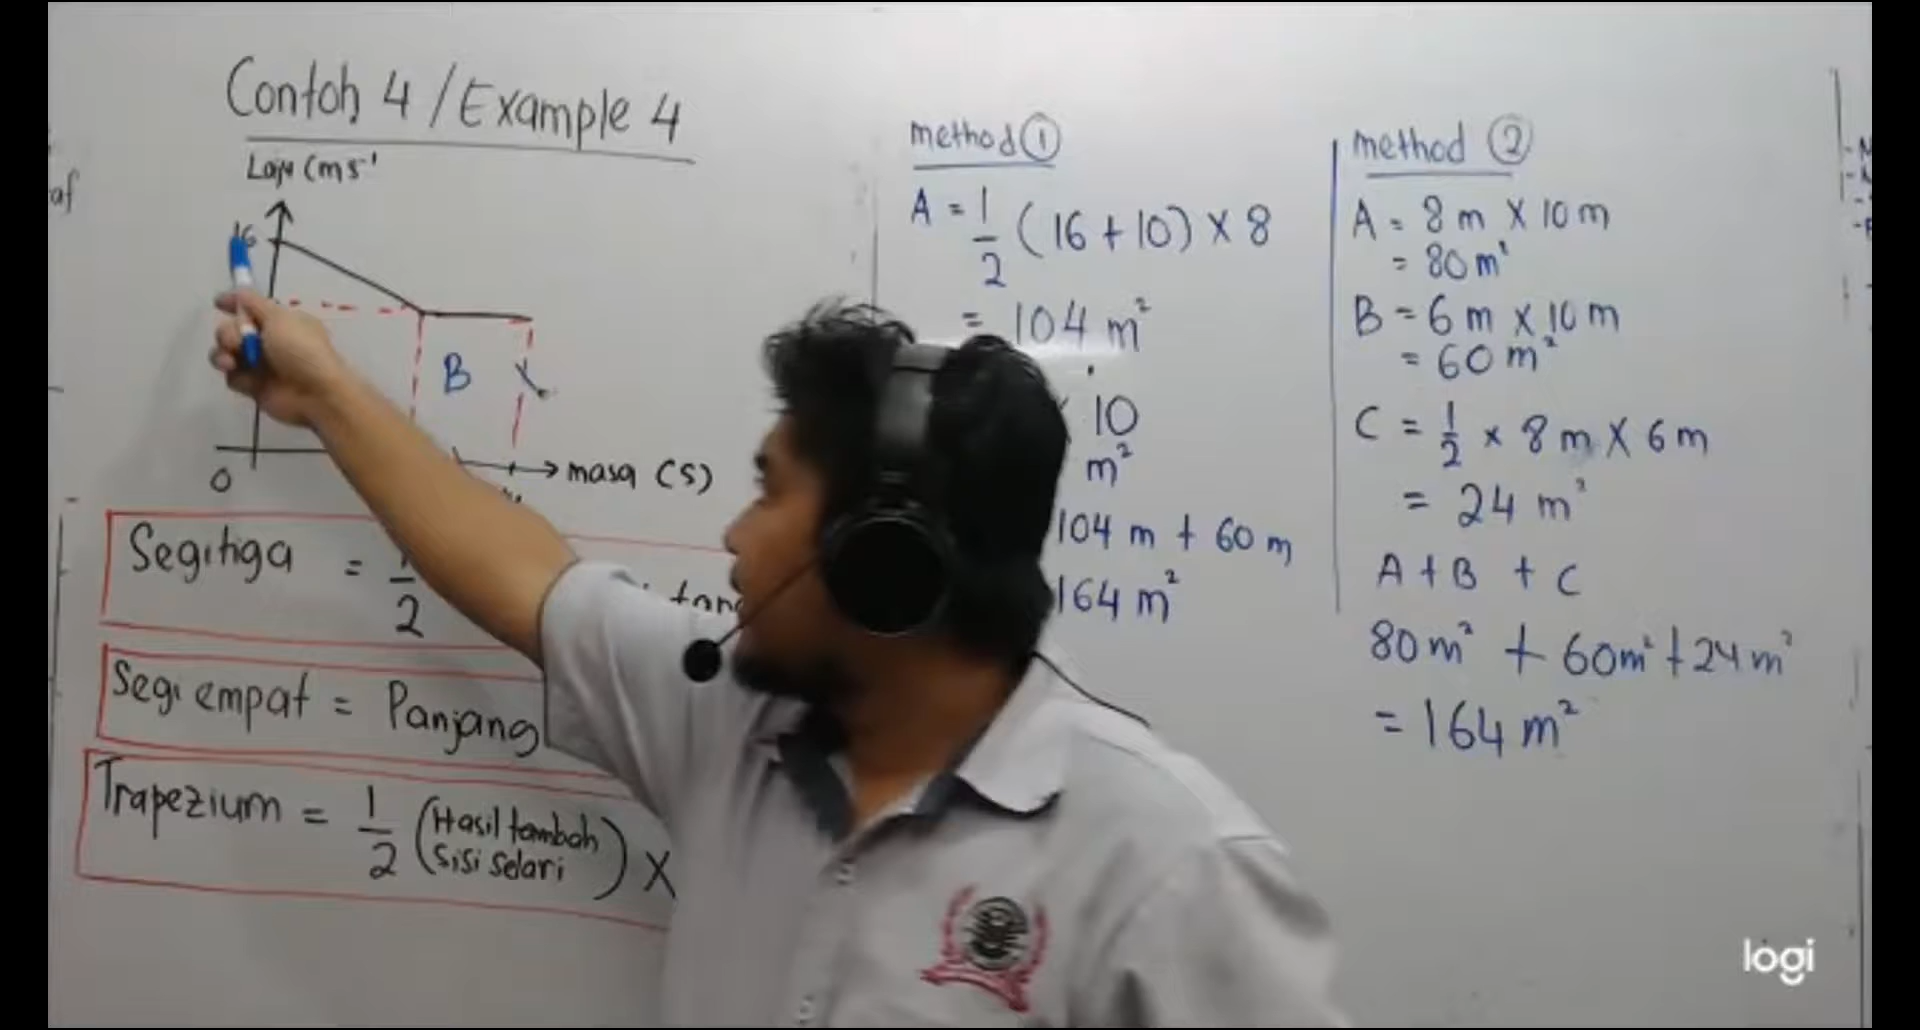 Contoh 4 / Example 4
Laju (ms⁻¹
16
B
0
masa (s)
Segitiga = 1/2
Segi empat = Panjang
Trapezium = 1/2 (Hasil tambah sisi selari) X
method ①
A = 1/2 (16 + 10) × 8
= 104 m²
10
m²
104 m + 60 m
164 m²
method ②
A = 8 m × 10 m
= 80 m²
B = 6 m × 10 m
= 60 m²
C = 1/2 × 8 m × 6 m
= 24 m²
A + B + C
80 m² + 60 m² + 24 m²
= 164 m²
logi